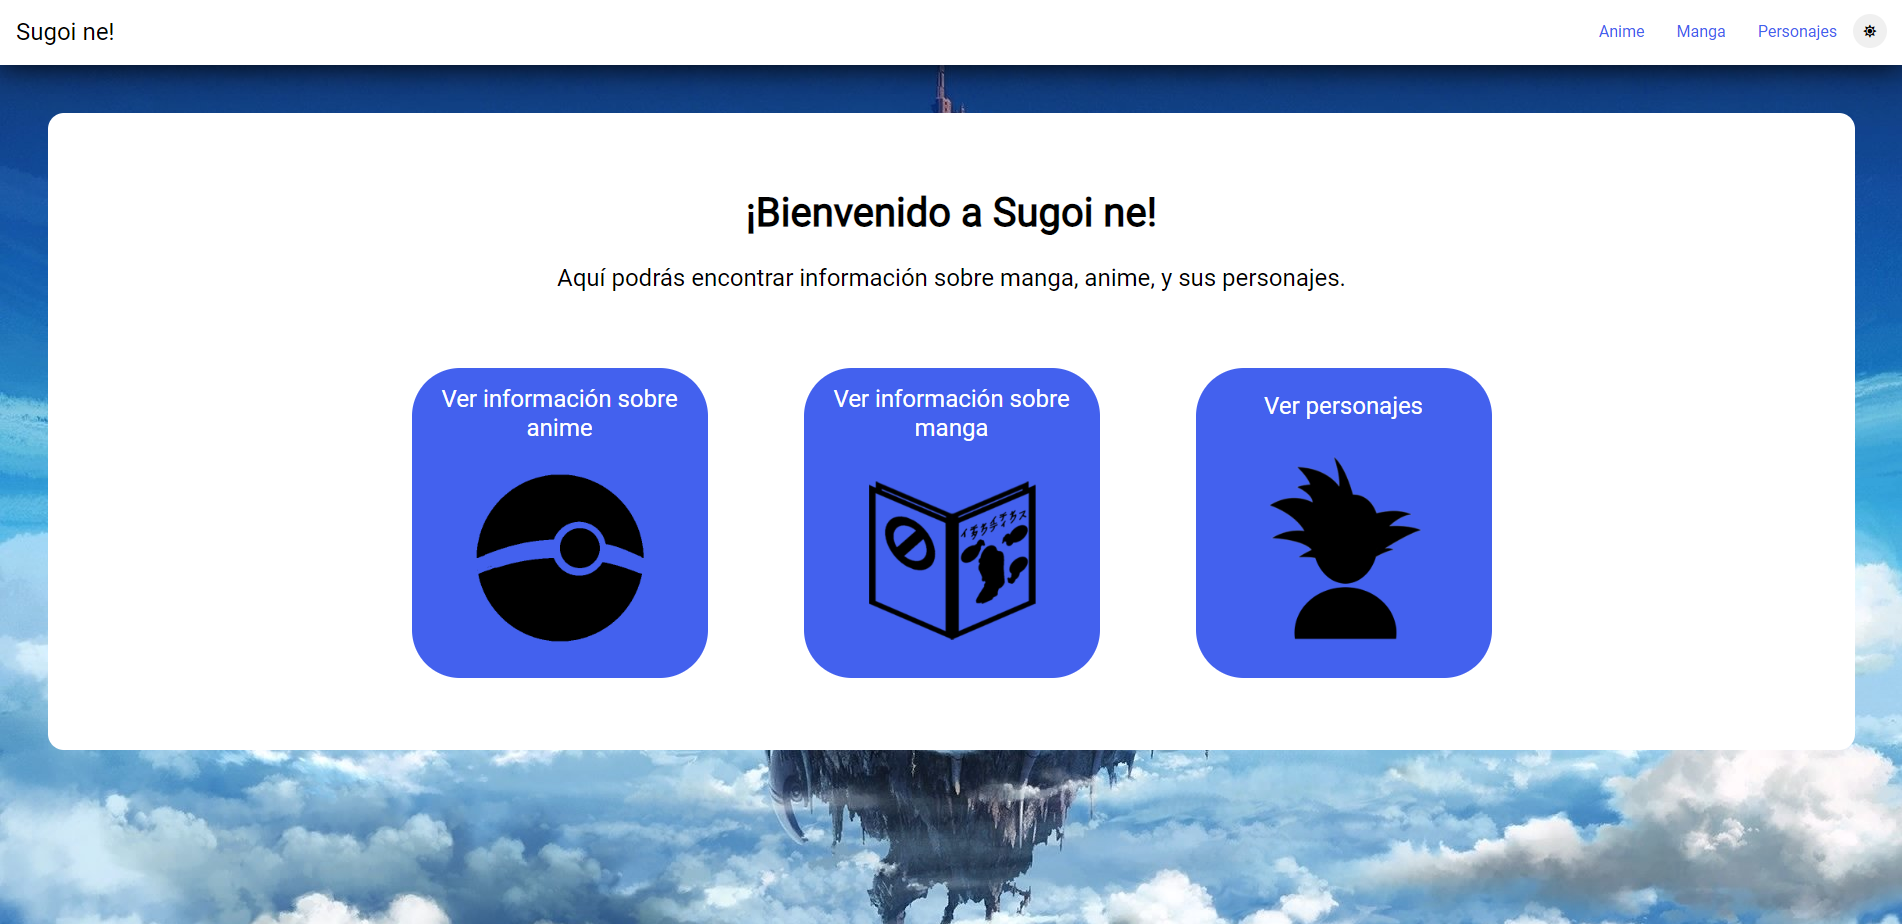 Sugoi ne!
Anime
Manga
Personajes
¡Bienvenido a Sugoi ne!
Aquí podrás encontrar información sobre manga, anime, y sus personajes.
Ver información sobre
anime
Ver información sobre
manga
Ver personajes